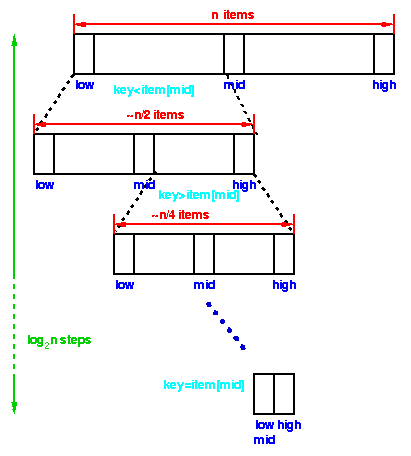 n items
low mid high
key<item[mid]
~n/2 items
low mid high
key>item[mid]
~n/4 items
low mid high
log2n steps
key=item[mid]
low high
mid